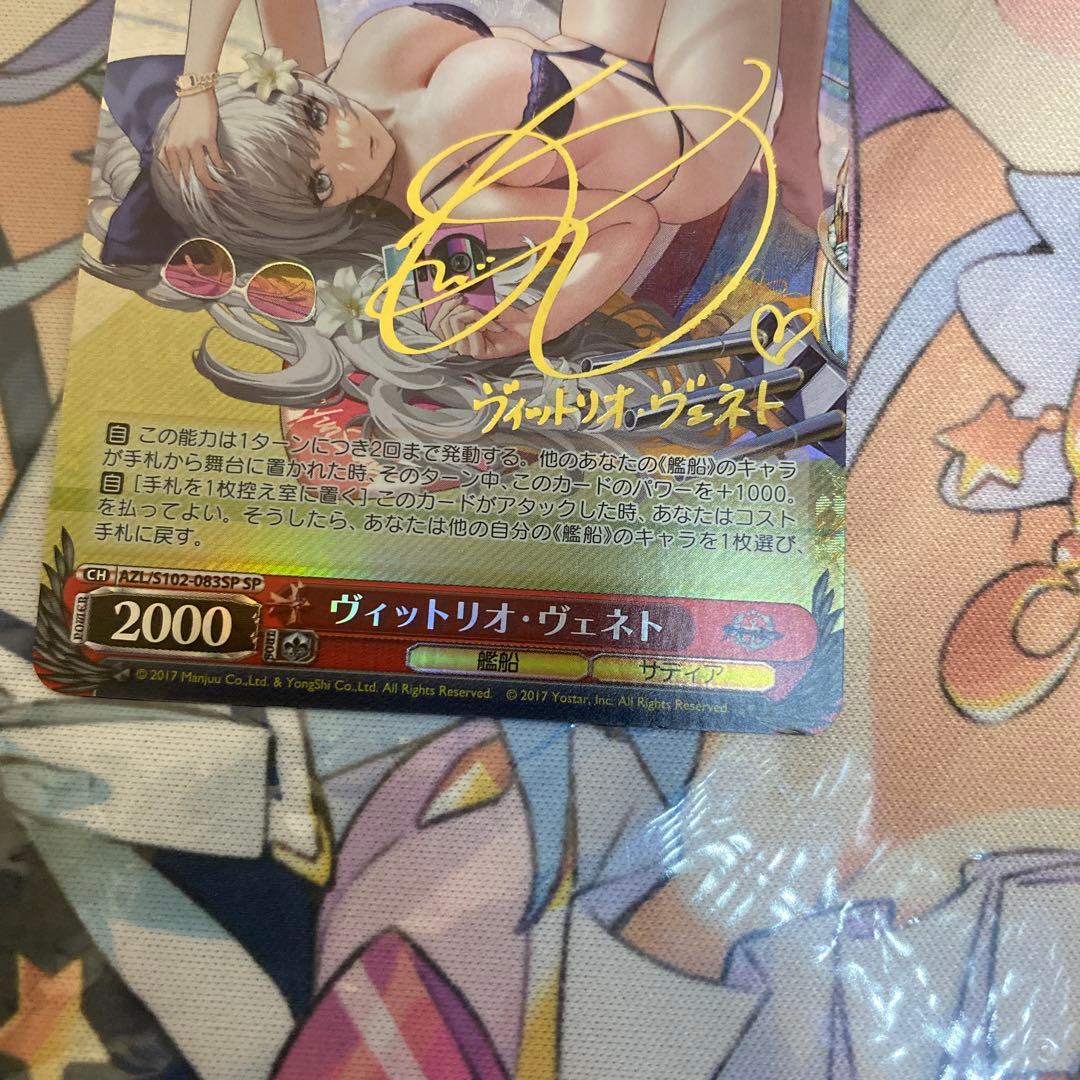 ヴィットリオ・ヴェネト
自 この能力は1ターンにつき2回まで発動する。他のあなたの《艦船》のキャラ
が手札から舞台に置かれた時、そのターン中、このカードのパワーを+1000。
自 [手札を1枚控え室に置く] このカードがアタックした時、あなたはコスト
を払ってよい。そうしたら、あなたは他の自分の《艦船》のキャラを1枚選び、
手札に戻す。
CH AZL/S102-083SP SP
POWER 2000 SOUL ヴィットリオ・ヴェネト
艦船 サディア
© 2017 Manjuu Co.,Ltd. & YongShi Co.,Ltd. All Rights Reserved. © 2017 Yostar, Inc. All Rights Reserved.